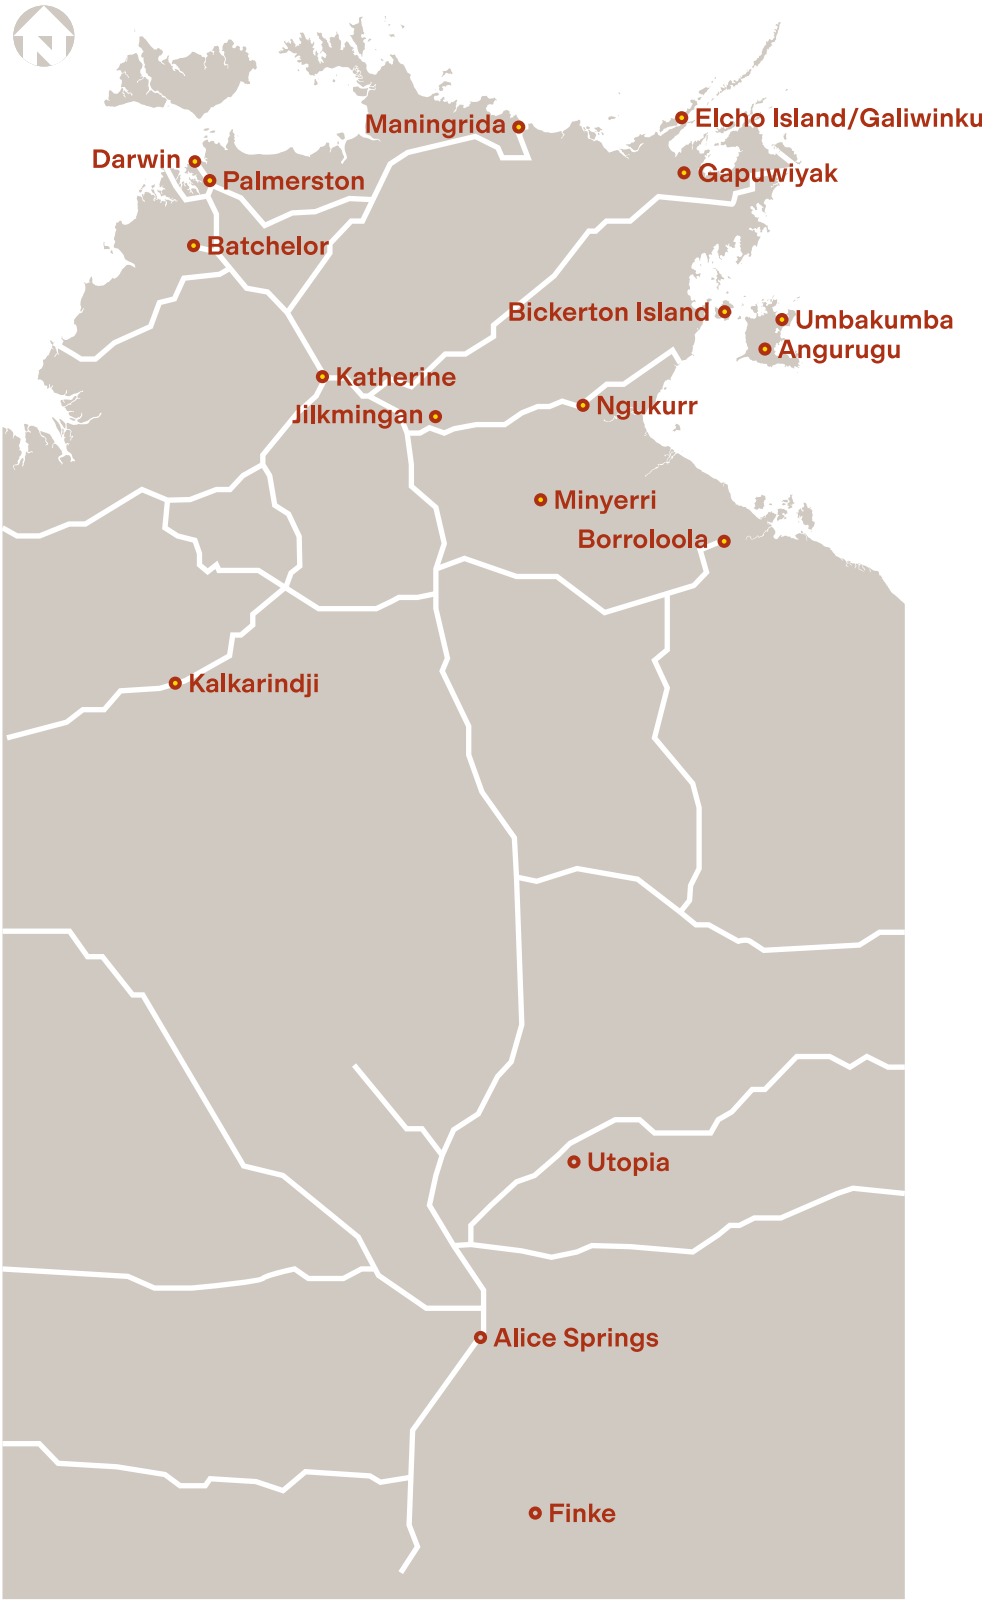 N
Elcho Island/Galiwinku
Maningrida
Darwin
Gapuwiyak
Palmerston
Batchelor
Bickerton Island
Umbakumba
Angurugu
Katherine
Ngukurr
Jilkmingan
Minyerri
Borroloola
Kalkarindji
Utopia
Alice Springs
Finke